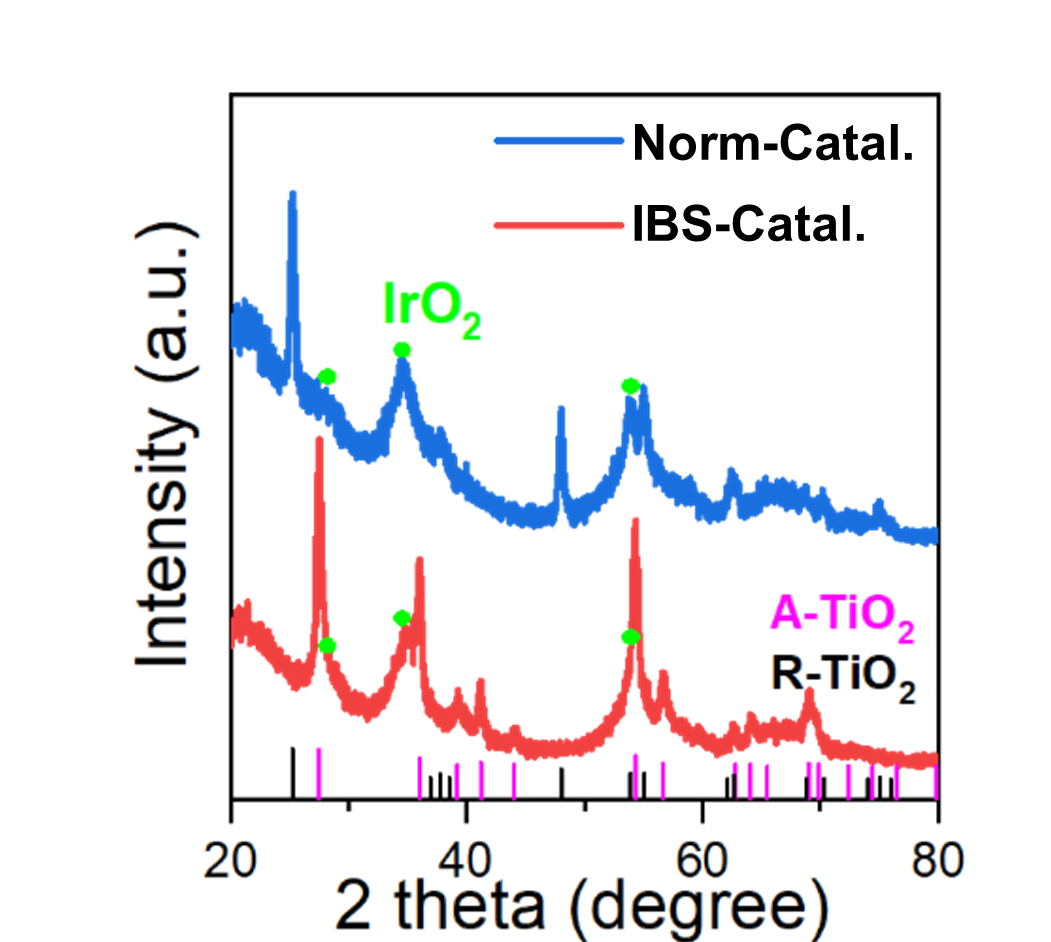 Norm-Catal.
IBS-Catal.
IrO₂
A-TiO₂
R-TiO₂
Intensity (a.u.)
20 40 60 80
2 theta (degree)